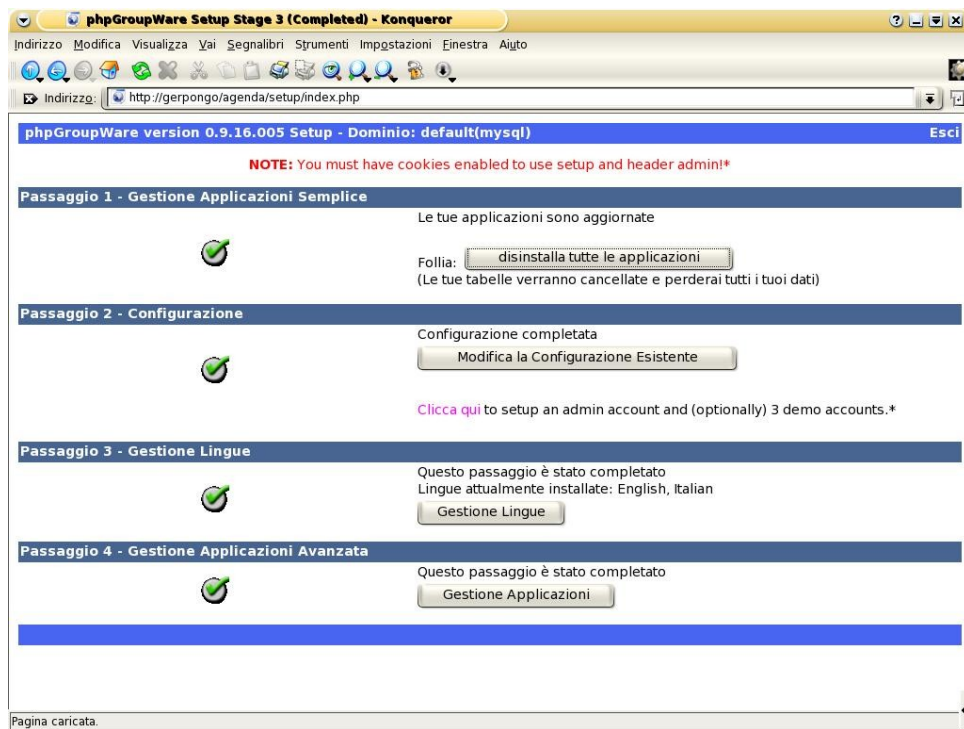 phpGroupWare Setup Stage 3 (Completed) - Konqueror
Indirizzo Modifica Visualizza Vai Segnalibri Strumenti Impostazioni Finestra Aiuto
Indirizzo: http://gerpongo/agenda/setup/index.php
phpGroupWare version 0.9.16.005 Setup - Dominio: default(mysql) Esci
NOTE: You must have cookies enabled to use setup and header admin!*
Passaggio 1 - Gestione Applicazioni Semplice
Le tue applicazioni sono aggiornate
Follia: disinstalla tutte le applicazioni
(Le tue tabelle verranno cancellate e perderai tutti i tuoi dati)
Passaggio 2 - Configurazione
Configurazione completata
Modifica la Configurazione Esistente
Clicca qui to setup an admin account and (optionally) 3 demo accounts.*
Passaggio 3 - Gestione Lingue
Questo passaggio è stato completato
Lingue attualmente installate: English, Italian
Gestione Lingue
Passaggio 4 - Gestione Applicazioni Avanzata
Questo passaggio è stato completato
Gestione Applicazioni
Pagina caricata.